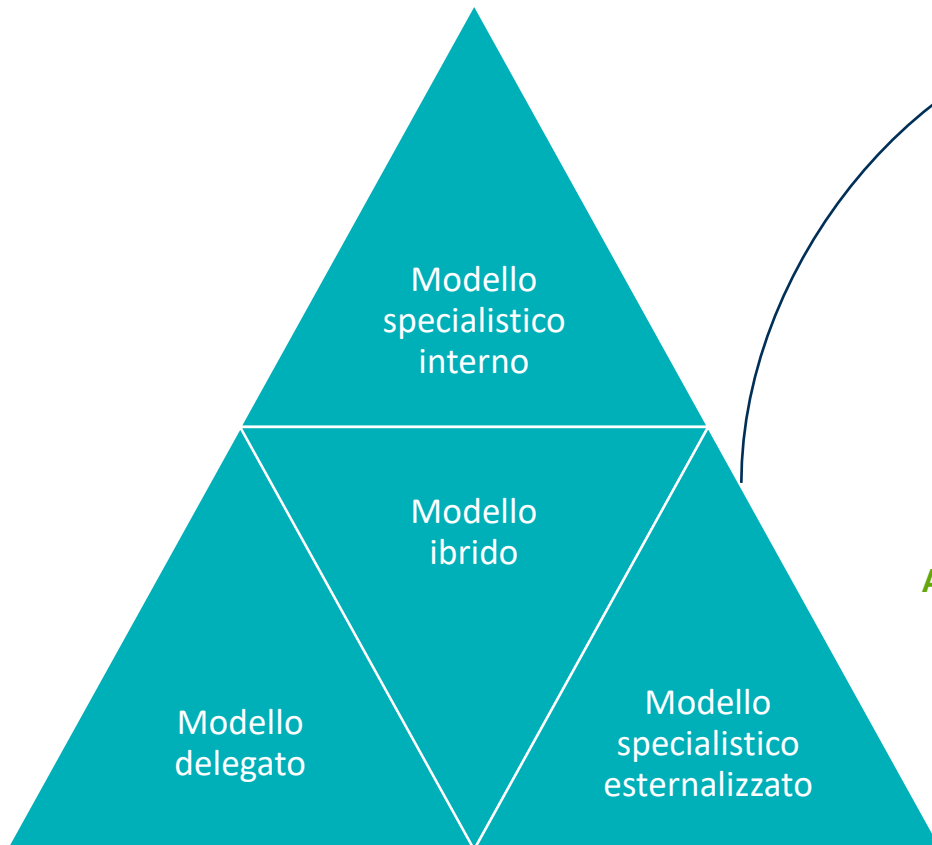 Modello
specialistico
interno
Modello
ibrido
A
Modello
delegato
Modello
specialistico
esternalizzato